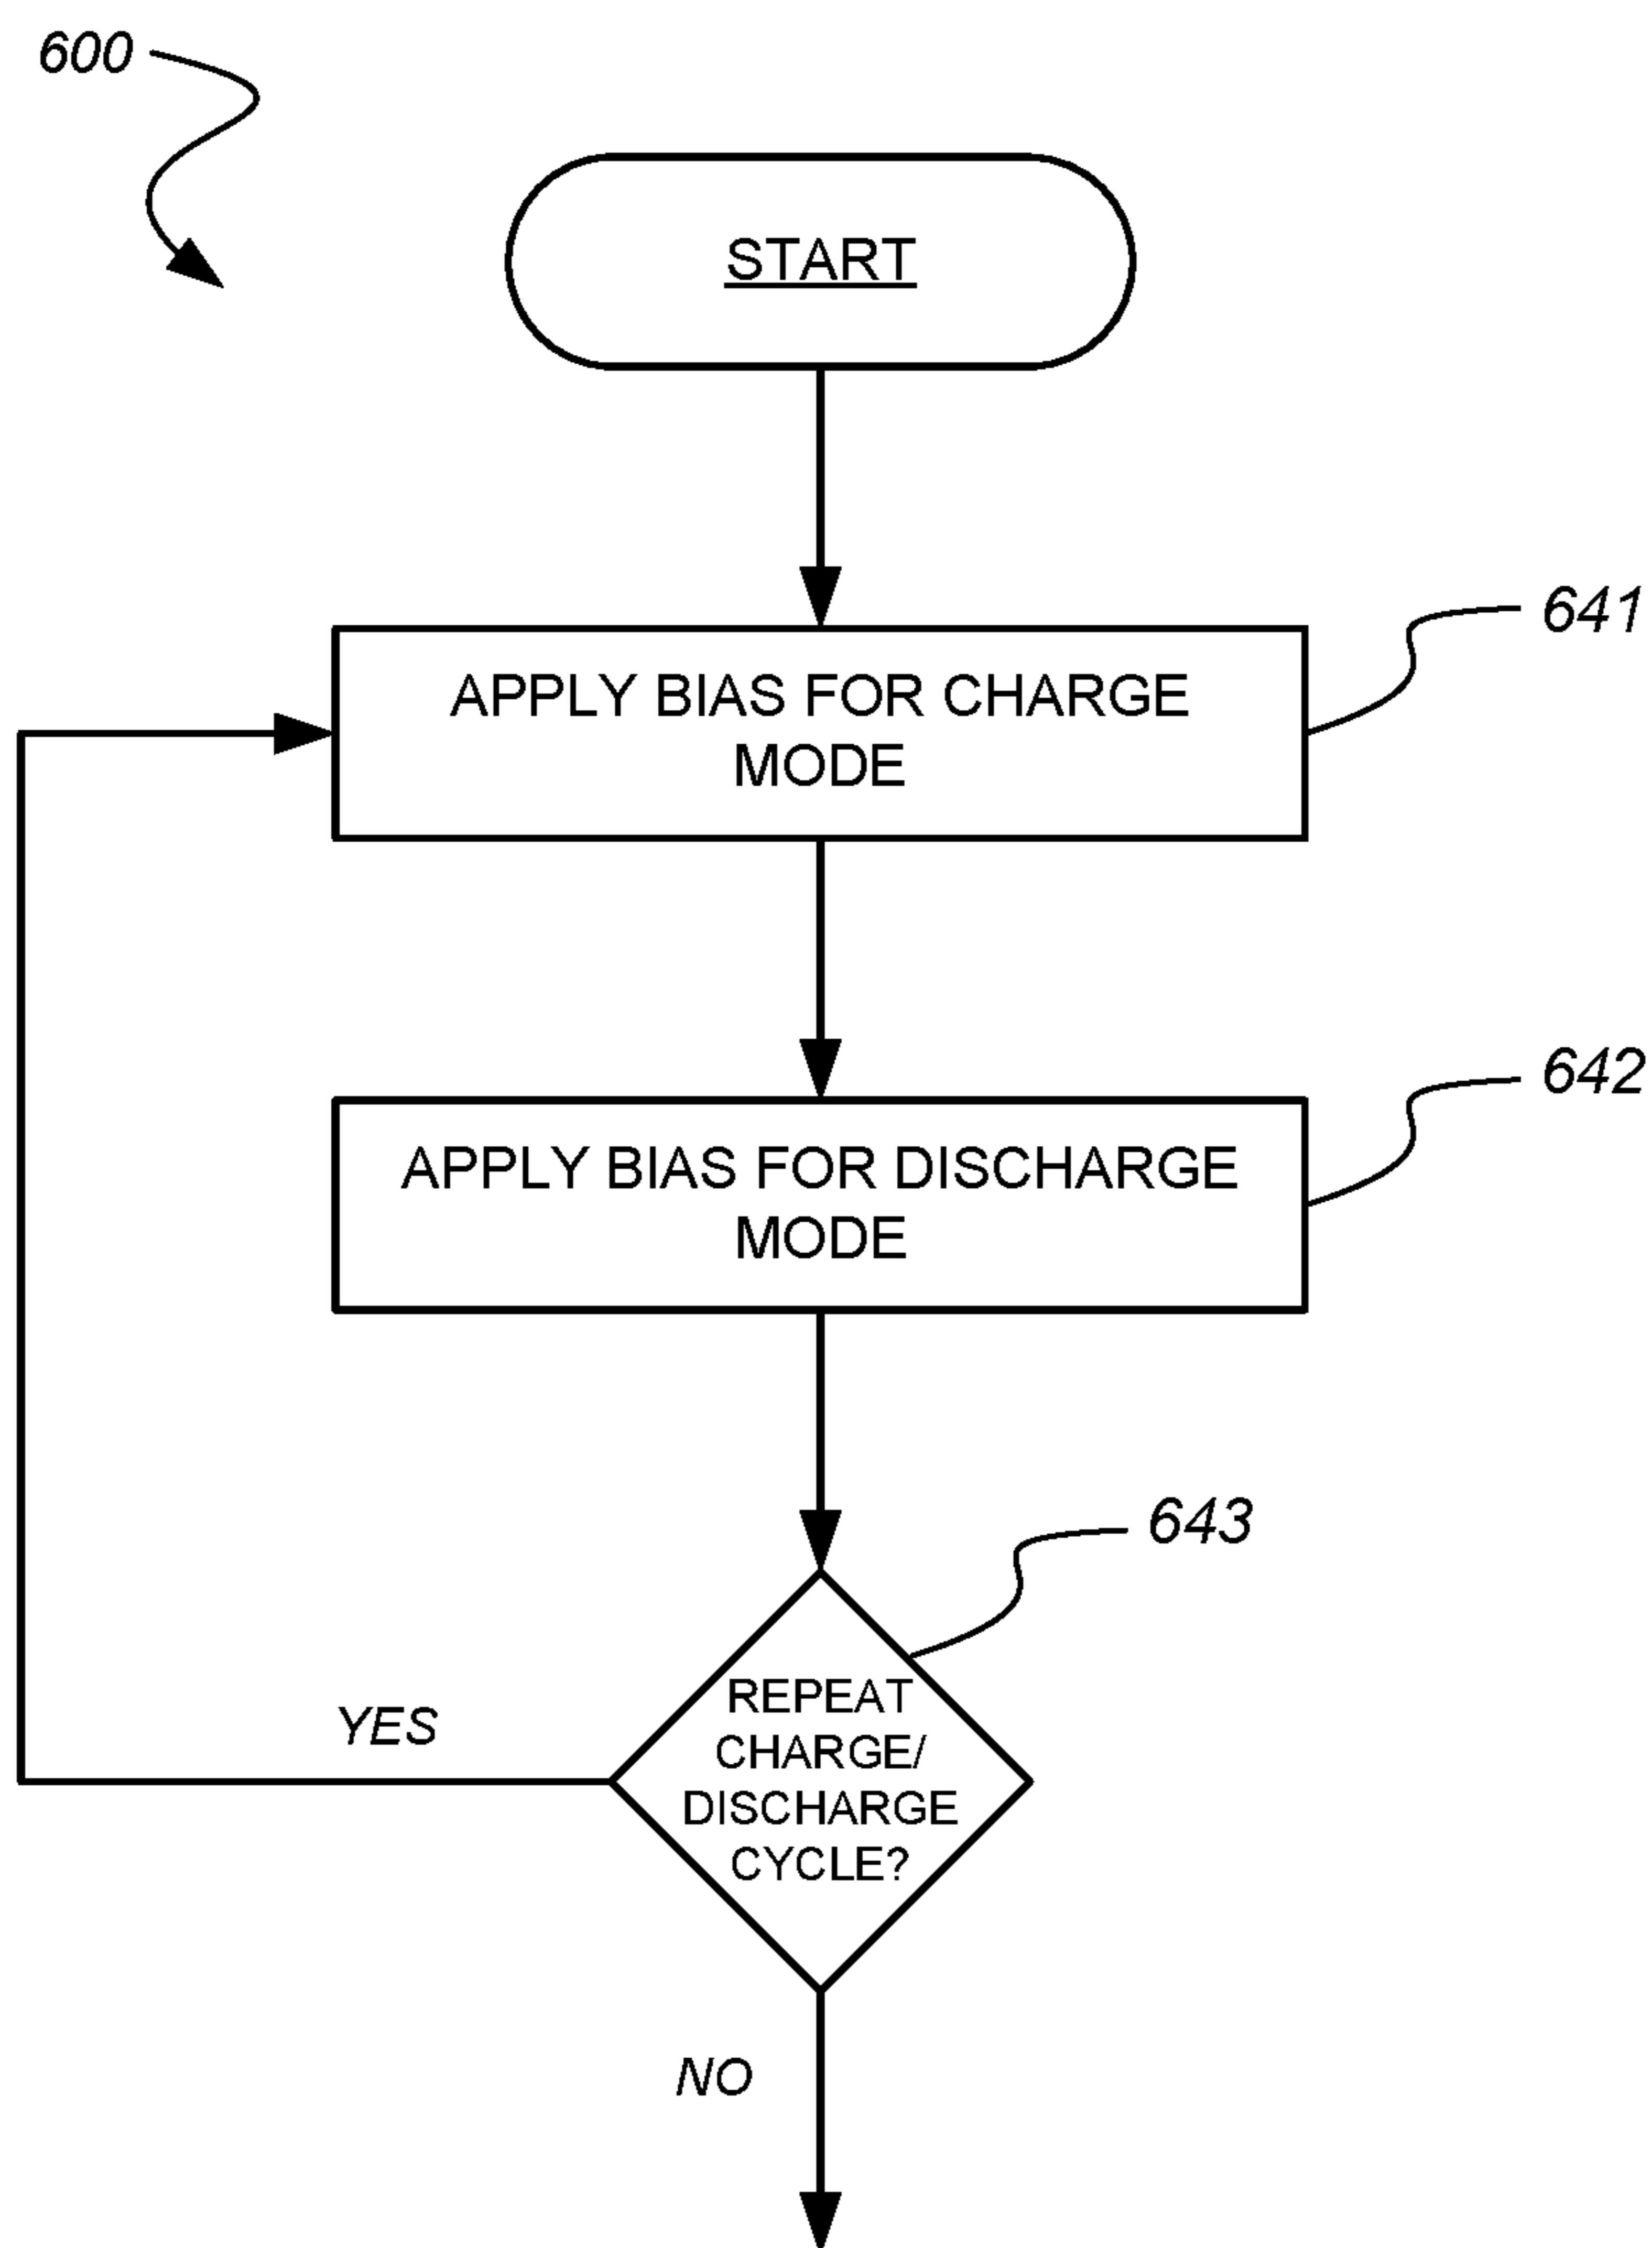 600
START
641
APPLY BIAS FOR CHARGE
MODE
642
APPLY BIAS FOR DISCHARGE
MODE
643
REPEAT
CHARGE/
DISCHARGE
CYCLE?
YES
NO